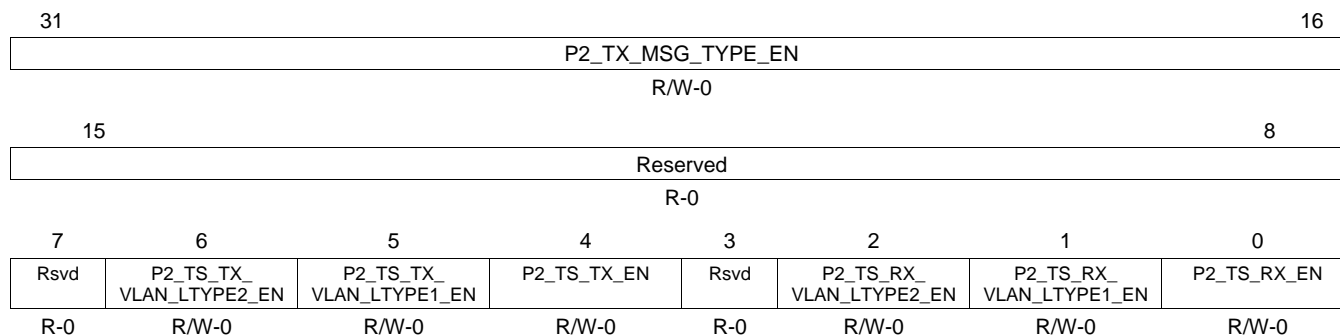 31 16
P2_TX_MSG_TYPE_EN
R/W-0
15 8
Reserved
R-0
7 6 5 4 3 2 1 0
Rsvd P2_TS_TX_ P2_TS_TX_ P2_TS_TX_EN Rsvd P2_TS_RX_ P2_TS_RX_ P2_TS_RX_EN
VLAN_LTYPE2_EN VLAN_LTYPE1_EN VLAN_LTYPE2_EN VLAN_LTYPE1_EN
R-0 R/W-0 R/W-0 R/W-0 R-0 R/W-0 R/W-0 R/W-0